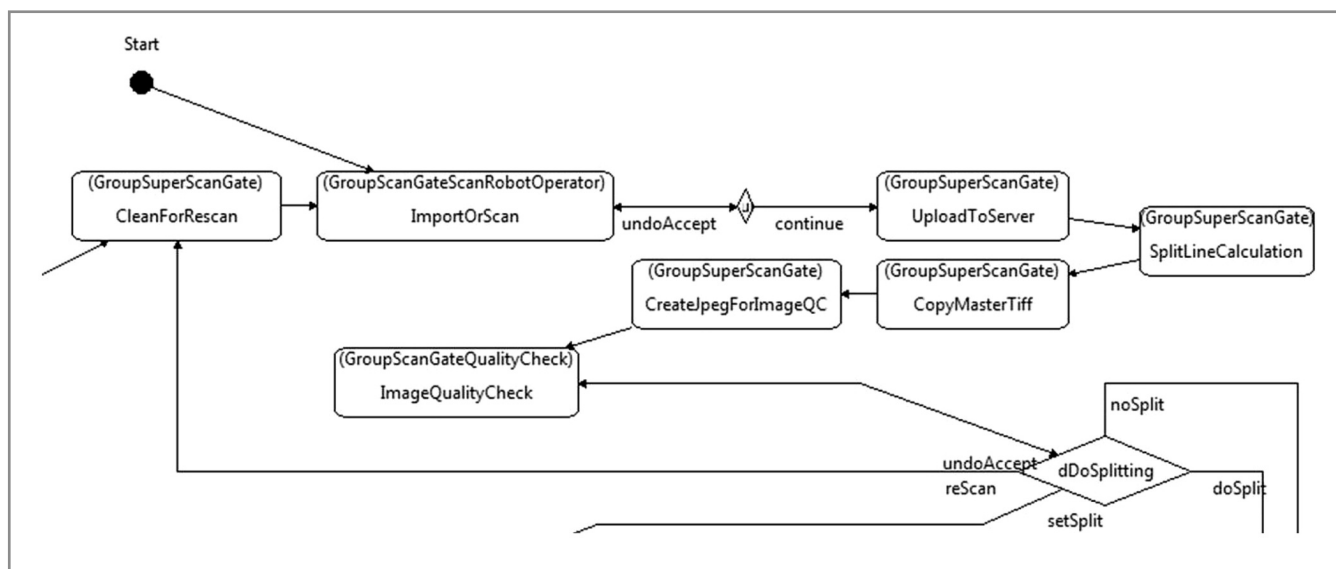 Start
(GroupSuperScanGate)
CleanForRescan
(GroupScanGateScanRobotOperator)
ImportOrScan
undoAccept
u
continue
(GroupSuperScanGate)
UploadToServer
(GroupSuperScanGate)
SplitLineCalculation
(GroupSuperScanGate)
CreateJpegForImageQC
(GroupSuperScanGate)
CopyMasterTiff
(GroupScanGateQualityCheck)
ImageQualityCheck
noSplit
undoAccept
dDoSplitting
reScan
doSplit
setSplit